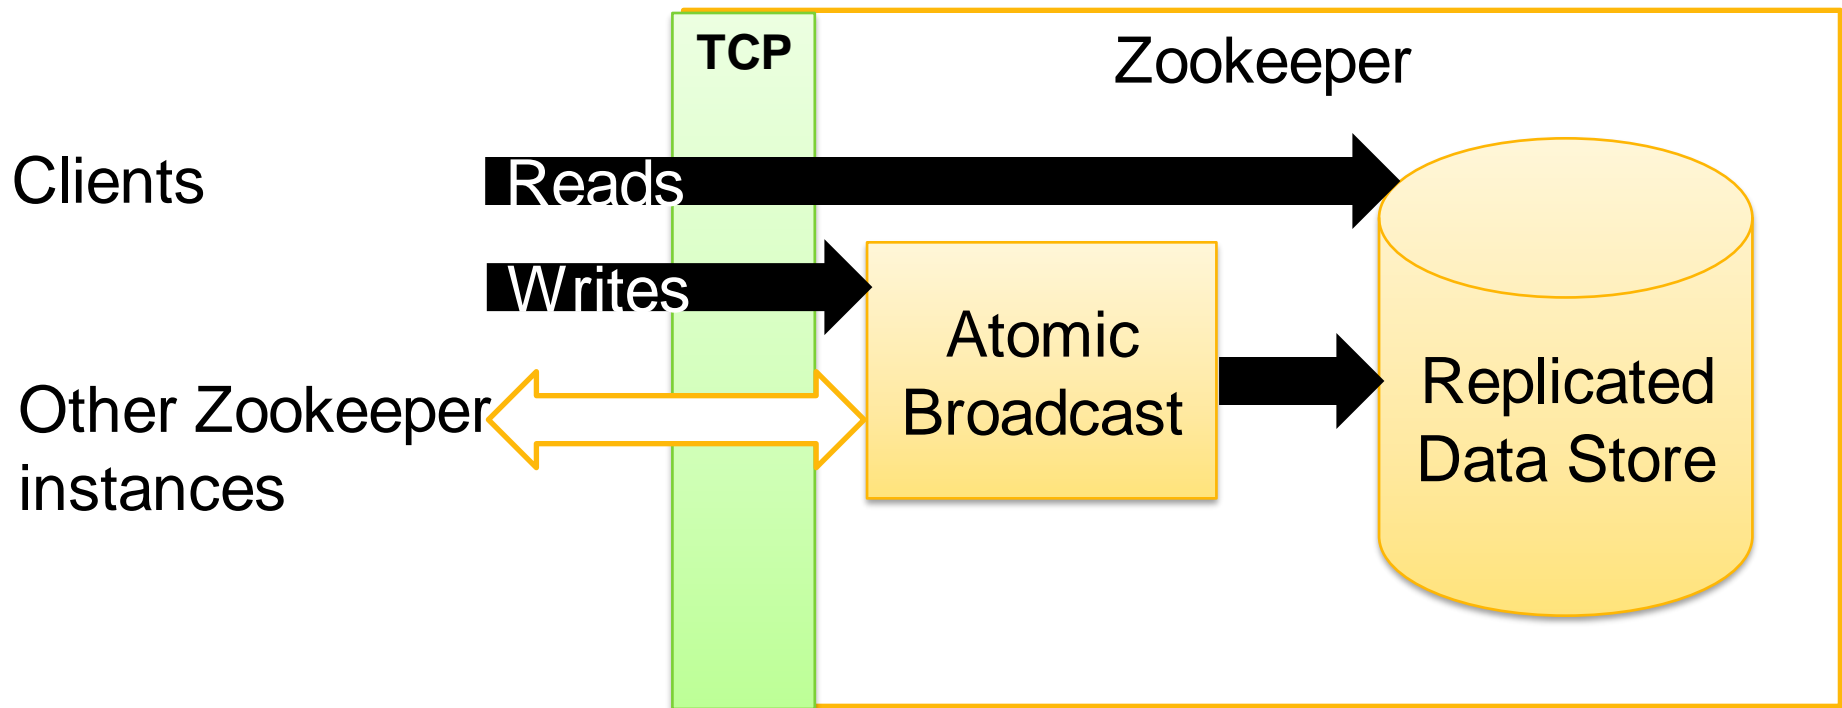 TCP
Zookeeper
Clients
Reads
Writes
Atomic
Broadcast
Other Zookeeper
instances
Replicated
Data Store